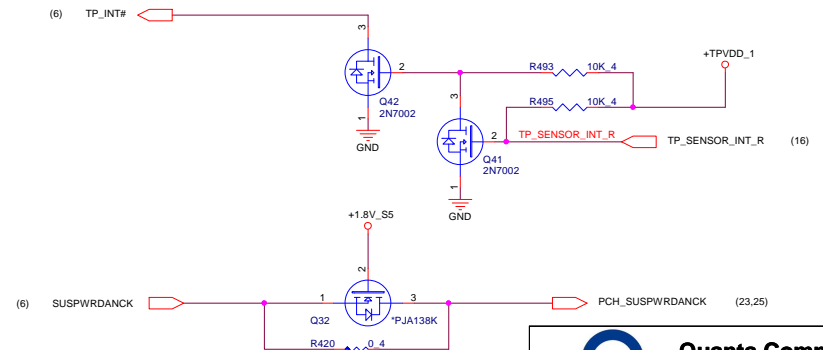 (6) TP_INT#
3
2
Q42
2N7002
1
GND
R493 10K_4
+TPVDD_1
R495 10K_4
3
2
TP_SENSOR_INT_R
TP_SENSOR_INT_R (16)
Q41
2N7002
1
GND
+1.8V_S5
2
(6) SUSPWRDANCK
1
3
PCH_SUSPWRDANCK (23,25)
Q32
*PJA138K
R420 0_4
Quanta Comp